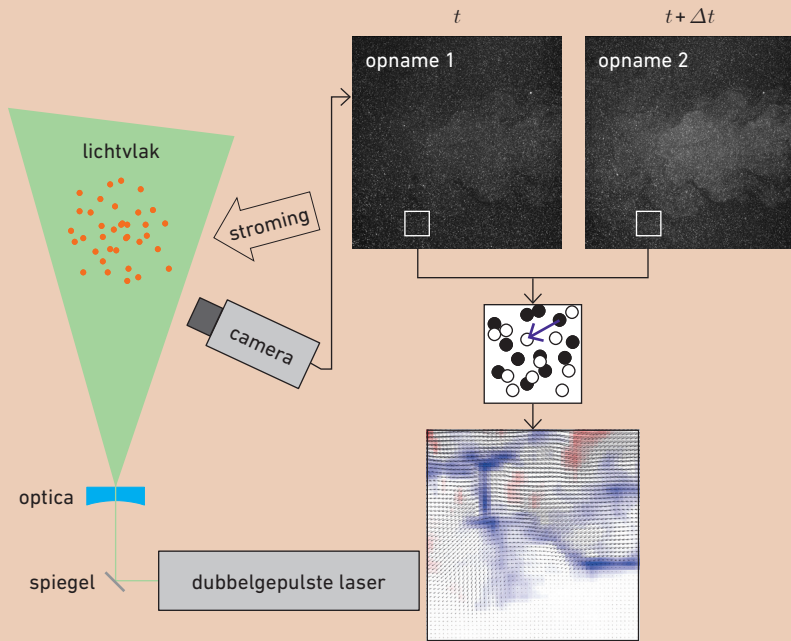 t
t + Δt
opname 1
opname 2
lichtvlak
stroming
camera
optica
spiegel
dubbelgepulste laser